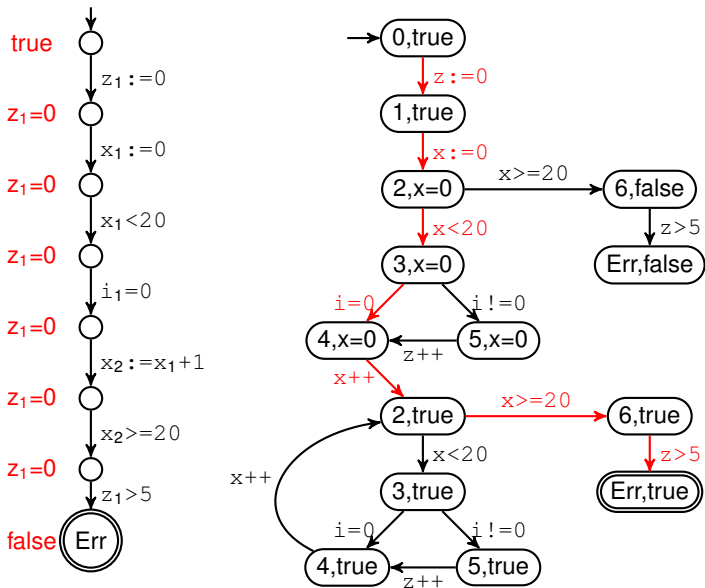 true
z₁:=0
z₁=0
x₁:=0
z₁=0
x₁<20
z₁=0
i₁=0
z₁=0
x₂:=x₁+1
z₁=0
x₂>=20
z₁=0
z₁>5
false Err
0,true
z:=0
1,true
x:=0
2,x=0 x>=20 6,false
x<20 z>5
3,x=0 Err,false
i=0 i!=0
4,x=0 z++ 5,x=0
x++
2,true x>=20 6,true
x<20 z>5
x++ 3,true Err,true
i=0 i!=0
4,true z++ 5,true